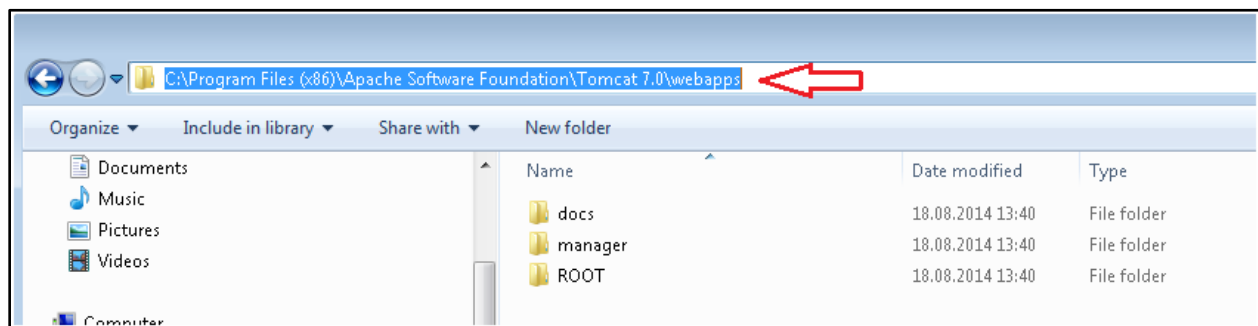 C:\Program Files (x86)\Apache Software Foundation\Tomcat 7.0\webapps
Organize Include in library Share with New folder
Documents
Music
Pictures
Videos
Computer
Name Date modified Type
docs 18.08.2014 13:40 File folder
manager 18.08.2014 13:40 File folder
ROOT 18.08.2014 13:40 File folder